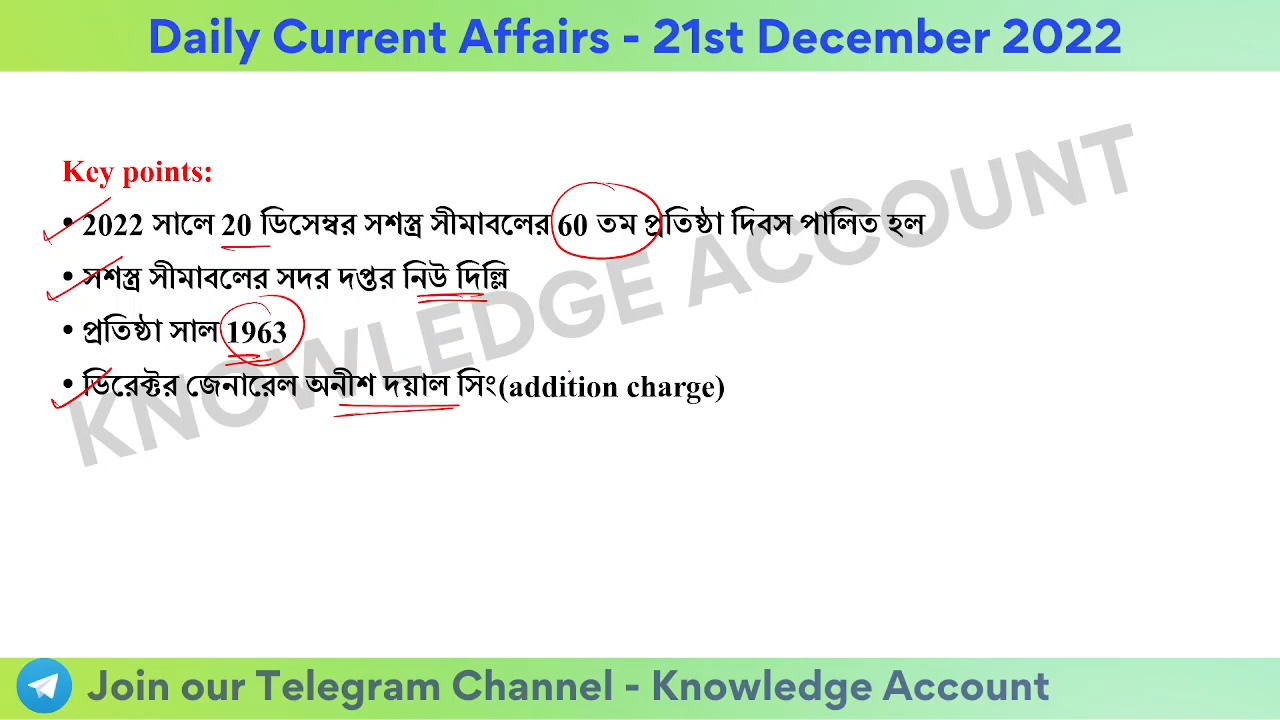 Daily Current Affairs - 21st December 2022
Key points:
• 2022 সালে 20 ডিসেম্বর সশস্ত্র সীমাবলের 60 তম প্রতিষ্ঠা দিবস পালিত হল
• সশস্ত্র সীমাবলের সদর দপ্তর নিউ দিল্লি
• প্রতিষ্ঠা সাল 1963
• ডিরেক্টর জেনারেল অনীশ দয়াল সিং(addition charge)
KNOWLEDGE ACCOUNT
Join our Telegram Channel - Knowledge Account